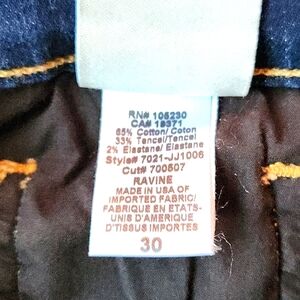 RN# 105230
CA# 19371
65% Cotton/Coton
33% Tencel/Tencel
2% Elastane/Elastane
Style# 7021-JJ1006
Cut# 700507
RAVINE
MADE IN USA OF
IMPORTED FABRIC/
FABRIQUE EN ETATS-
UNIS D'AMERIQUE
D'TISSUS IMPORTES
30